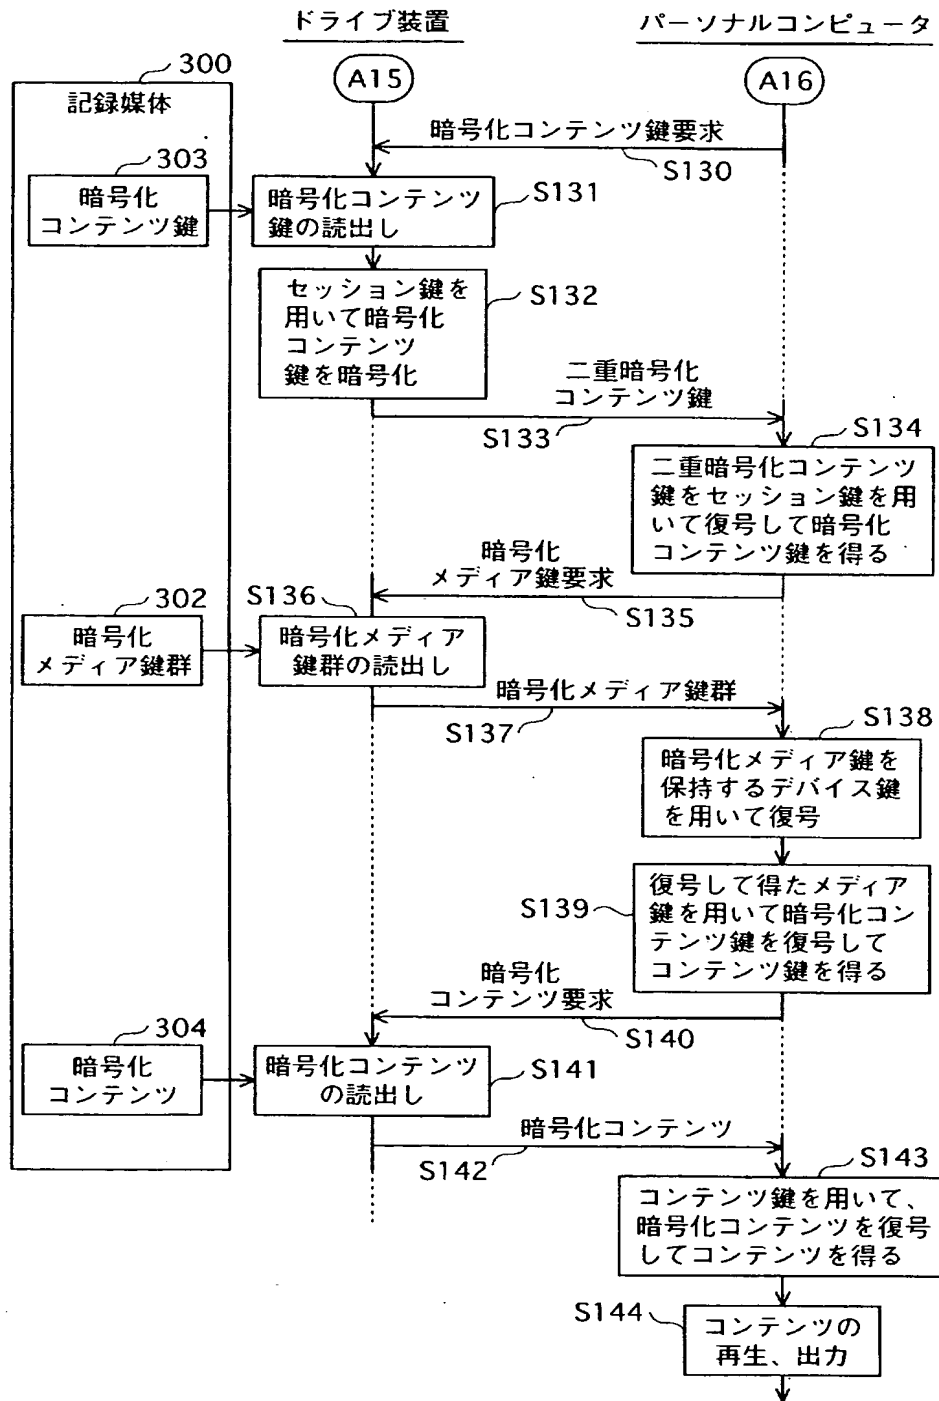 ドライブ装置
パーソナルコンピュータ
300
A15
A16
記録媒体
暗号化コンテンツ鍵要求
S130
303
暗号化
コンテンツ鍵
暗号化コンテンツ
鍵の読出し
S131
セッション鍵を
用いて暗号化
コンテンツ
鍵を暗号化
S132
二重暗号化
コンテンツ鍵
S133
S134
二重暗号化コンテンツ
鍵をセッション鍵を用
いて復号して暗号化
コンテンツ鍵を得る
暗号化
メディア鍵要求
S135
302
S136
暗号化
メディア鍵群
暗号化メディア
鍵群の読出し
暗号化メディア鍵群
S137
S138
暗号化メディア鍵を
保持するデバイス鍵
を用いて復号
S139
復号して得たメディア
鍵を用いて暗号化コン
テンツ鍵を復号して
コンテンツ鍵を得る
暗号化
コンテンツ要求
S140
304
暗号化
コンテンツ
暗号化コンテンツ
の読出し
S141
暗号化コンテンツ
S142
S143
コンテンツ鍵を用いて、
暗号化コンテンツを復号
してコンテンツを得る
S144
コンテンツの
再生、出力